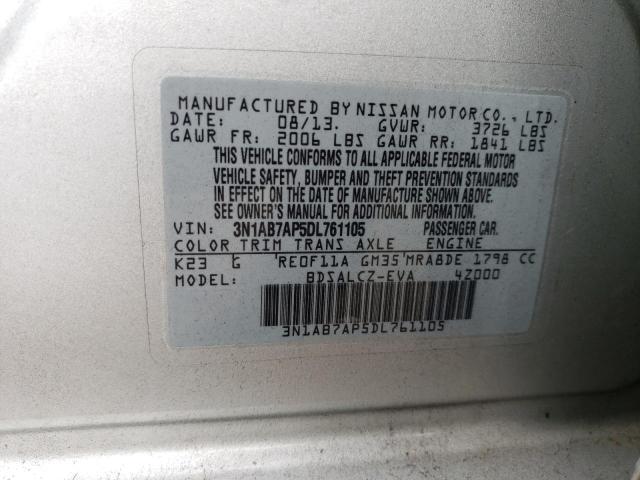 MANUFACTURED BY NISSAN MOTOR CO., LTD.
DATE: 08/13. GVWR: 3726 LBS
GAWR FR: 2006 LBS GAWR RR: 1841 LBS
THIS VEHICLE CONFORMS TO ALL APPLICABLE FEDERAL MOTOR
VEHICLE SAFETY, BUMPER AND THEFT PREVENTION STANDARDS
IN EFFECT ON THE DATE OF MANUFACTURE SHOWN ABOVE.
SEE OWNER'S MANUAL FOR ADDITIONAL INFORMATION.
VIN: 3N1AB7AP5DL761105 PASSENGER CAR.
COLOR TRIM TRANS AXLE ENGINE
K23 G RE0F11A GM35 MRA8DE 1798 CC
MODEL: BDSALCZ-EVA 4Z000
3N1AB7AP5DL761105